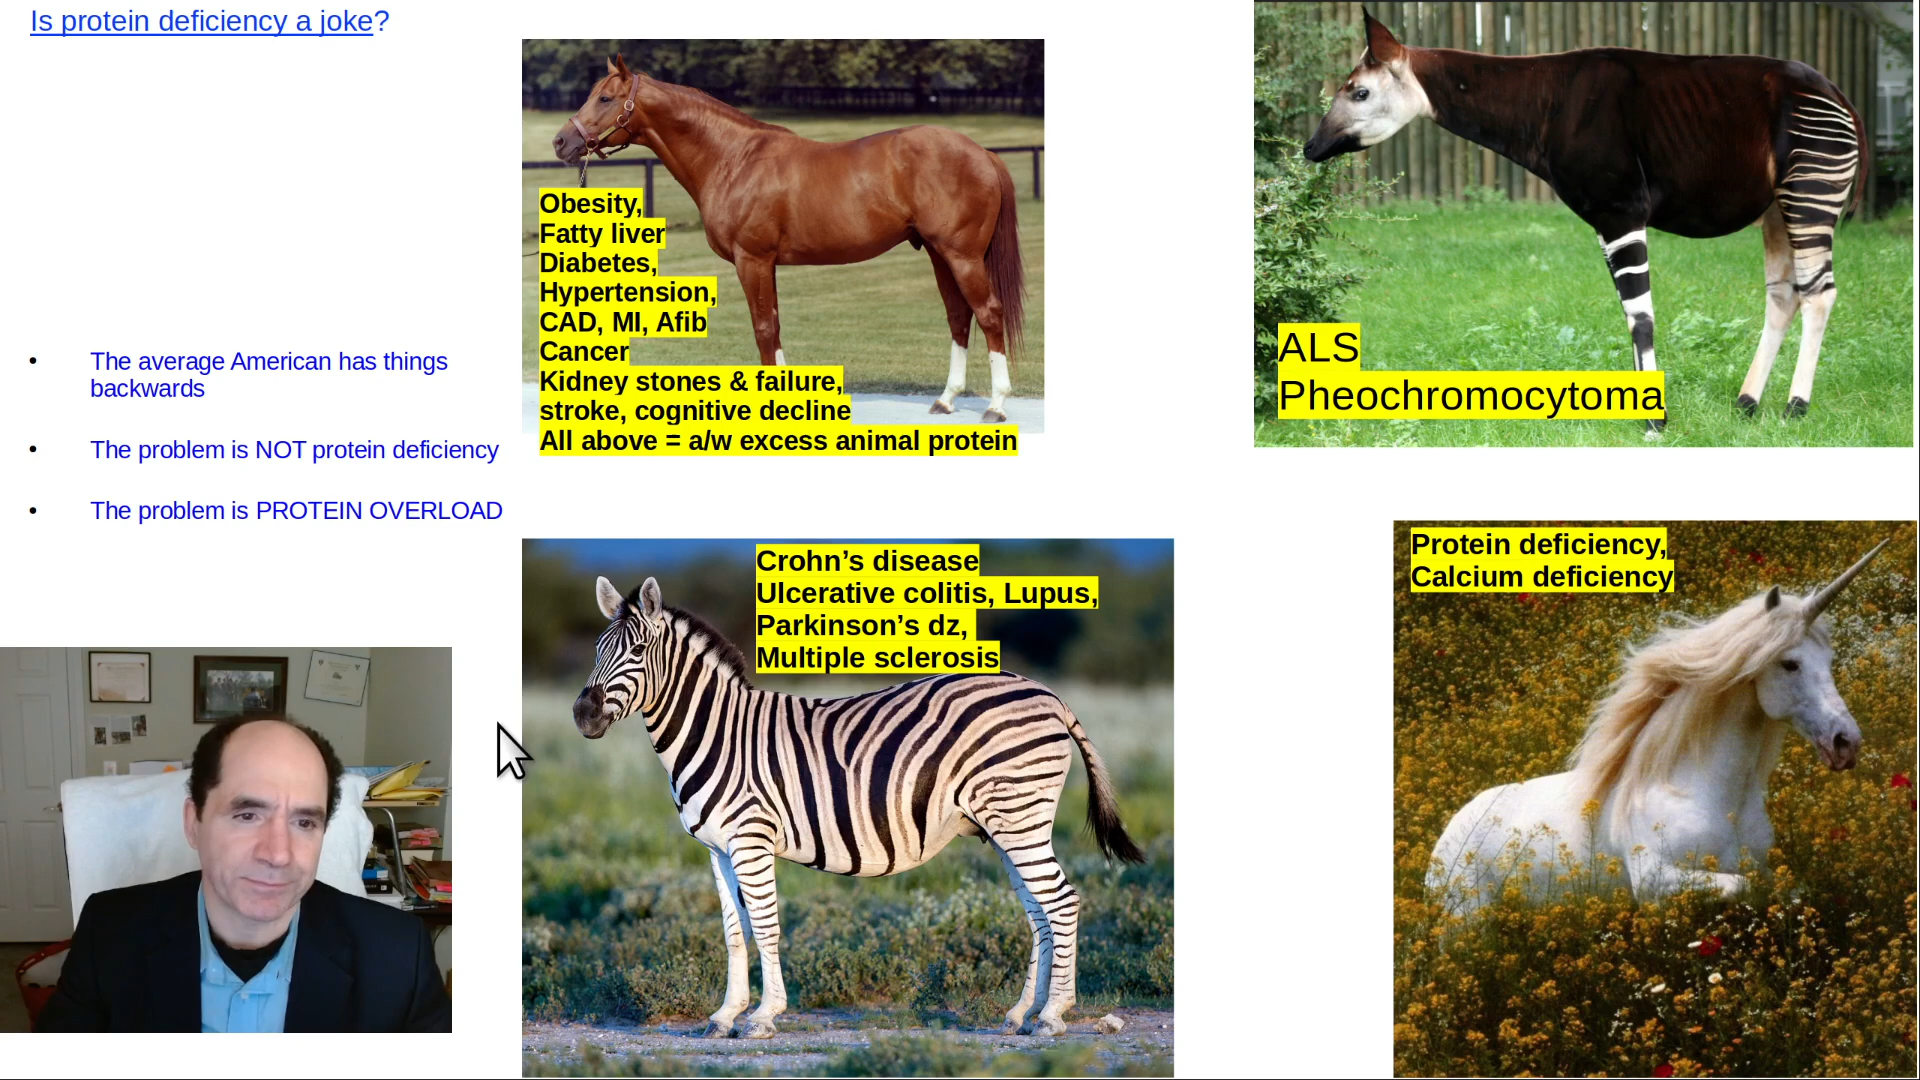 Is protein deficiency a joke?
• The average American has things
backwards
• The problem is NOT protein deficiency
• The problem is PROTEIN OVERLOAD
Obesity,
Fatty liver
Diabetes,
Hypertension,
CAD, MI, Afib
Cancer
Kidney stones & failure,
stroke, cognitive decline
All above = a/w excess animal protein
ALS
Pheochromocytoma
Crohn’s disease
Ulcerative colitis, Lupus,
Parkinson’s dz,
Multiple sclerosis
Protein deficiency,
Calcium deficiency